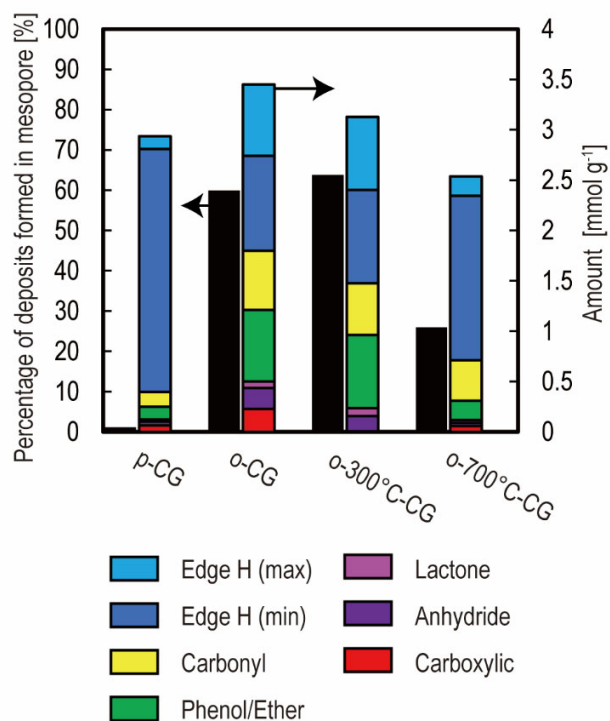 Percentage of deposits formed in mesopore [%]
100
90
80
70
60
50
40
30
20
10
0
4
3.5
3
2.5
2
1.5
1
0.5
0
Amount [mmol g⁻¹]
p-CG
o-CG
o-300°C-CG
o-700°C-CG
Edge H (max)
Edge H (min)
Carbonyl
Phenol/Ether
Lactone
Anhydride
Carboxylic